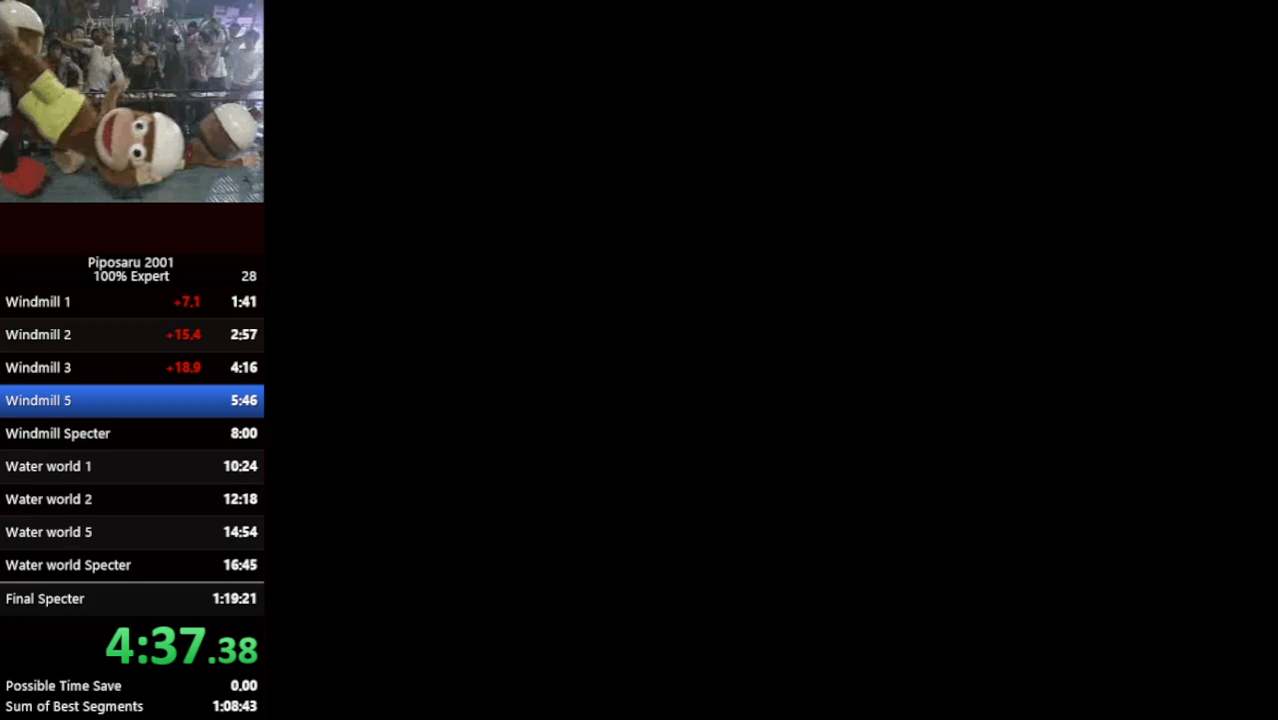 Piposaru 2001
100% Expert 28
Windmill 1 +7.1 1:41
Windmill 2 +15.4 2:57
Windmill 3 +18.9 4:16
Windmill 5 5:46
Windmill Specter 8:00
Water world 1 10:24
Water world 2 12:18
Water world 5 14:54
Water world Specter 16:45
Final Specter 1:19:21
4:37.38
Possible Time Save 0.00
Sum of Best Segments 1:08:43